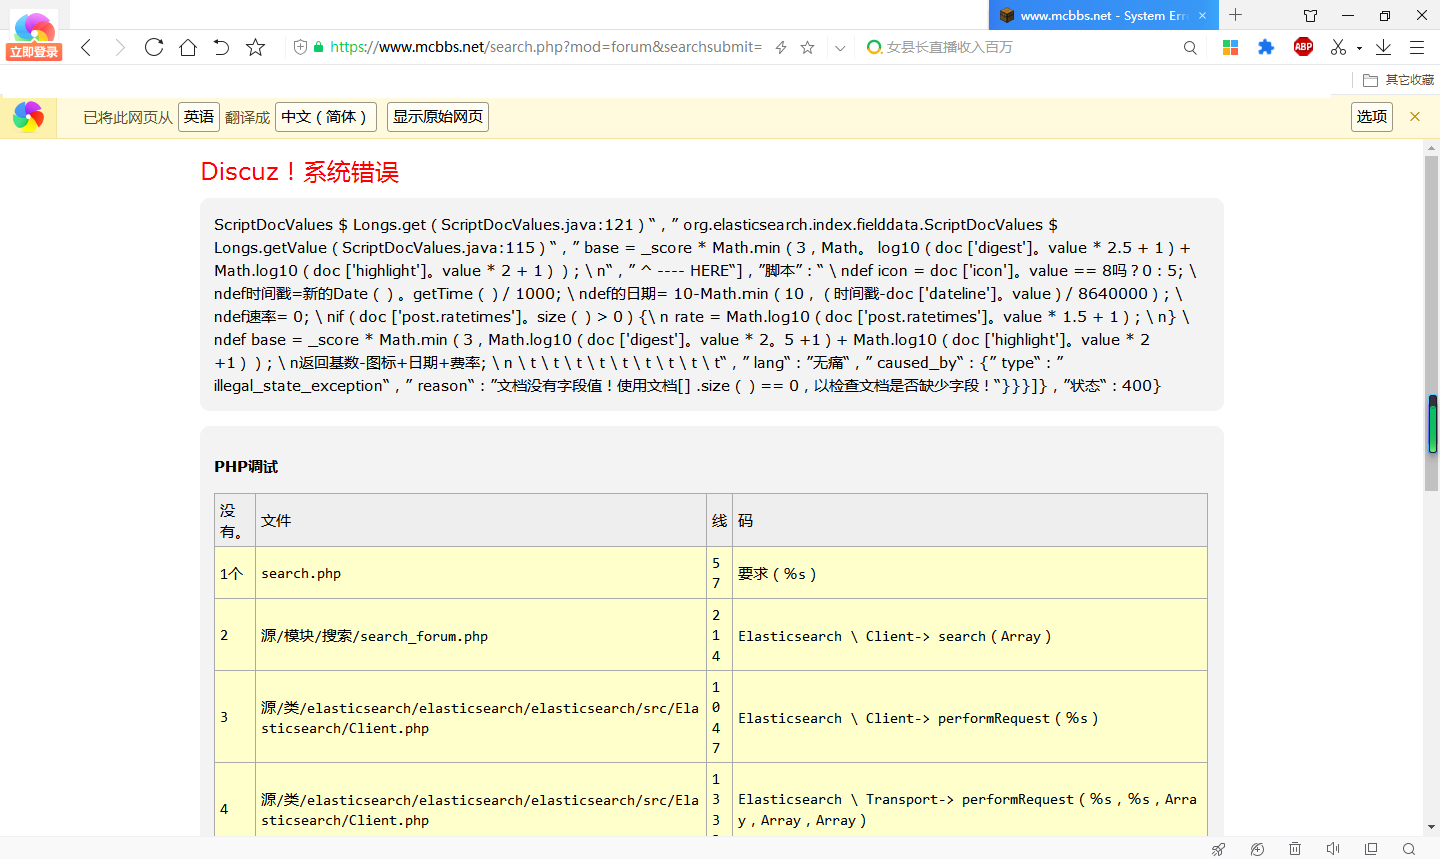 www.mcbbs.net - System Erro
立即登录
https://www.mcbbs.net/search.php?mod=forum&searchsubmit=
女县长直播收入百万
ABP
其它收藏
已将此网页从 英语 翻译成 中文（简体） 显示原始网页 选项
Discuz！系统错误
ScriptDocValues $ Longs.get（ScriptDocValues.java:121）“，” org.elasticsearch.index.fielddata.ScriptDocValues $
Longs.getValue（ScriptDocValues.java:115）“，” base = _score * Math.min（3，Math。 log10（doc ['digest']。value * 2.5 + 1）+
Math.log10（doc ['highlight']。value * 2 + 1））; \ n“，” ^ ---- HERE“]，”脚本”：“ \ ndef icon = doc ['icon']。value == 8吗？0：5; \
ndef时间戳=新的Date（）。getTime（）/ 1000; \ ndef的日期= 10-Math.min（10，（时间戳-doc ['dateline']。value）/ 8640000）; \
ndef速率= 0; \ nif（doc ['post.ratetimes']。size（）> 0）{\ n rate = Math.log10（doc ['post.ratetimes']。value * 1.5 + 1）; \ n} \
ndef base = _score * Math.min（3，Math.log10（doc ['digest']。value * 2。5 +1）+ Math.log10（doc ['highlight']。value * 2
+1））; \ n返回基数-图标+日期+费率; \ n \ t \ t \ t \ t \ t \ t \ t \ t \ t“，” lang“：”无痛“，” caused_by“：{” type“：”
illegal_state_exception“，” reason“：”文档没有字段值！使用文档[] .size（）== 0，以检查文档是否缺少字段！“}}}]}，”状态“：400}
PHP调试
没有。 文件 线 码
1个 search.php 57 要求（%s）
2 源/模块/搜索/search_forum.php 214 Elasticsearch \ Client-> search（Array）
3 源/类/elasticsearch/elasticsearch/elasticsearch/src/Ela
sticsearch/Client.php 1047 Elasticsearch \ Client-> performRequest（%s）
4 源/类/elasticsearch/elasticsearch/elasticsearch/src/Ela
sticsearch/Client.php 133 Elasticsearch \ Transport-> performRequest（%s，%s，Arra
y，Array，Array）